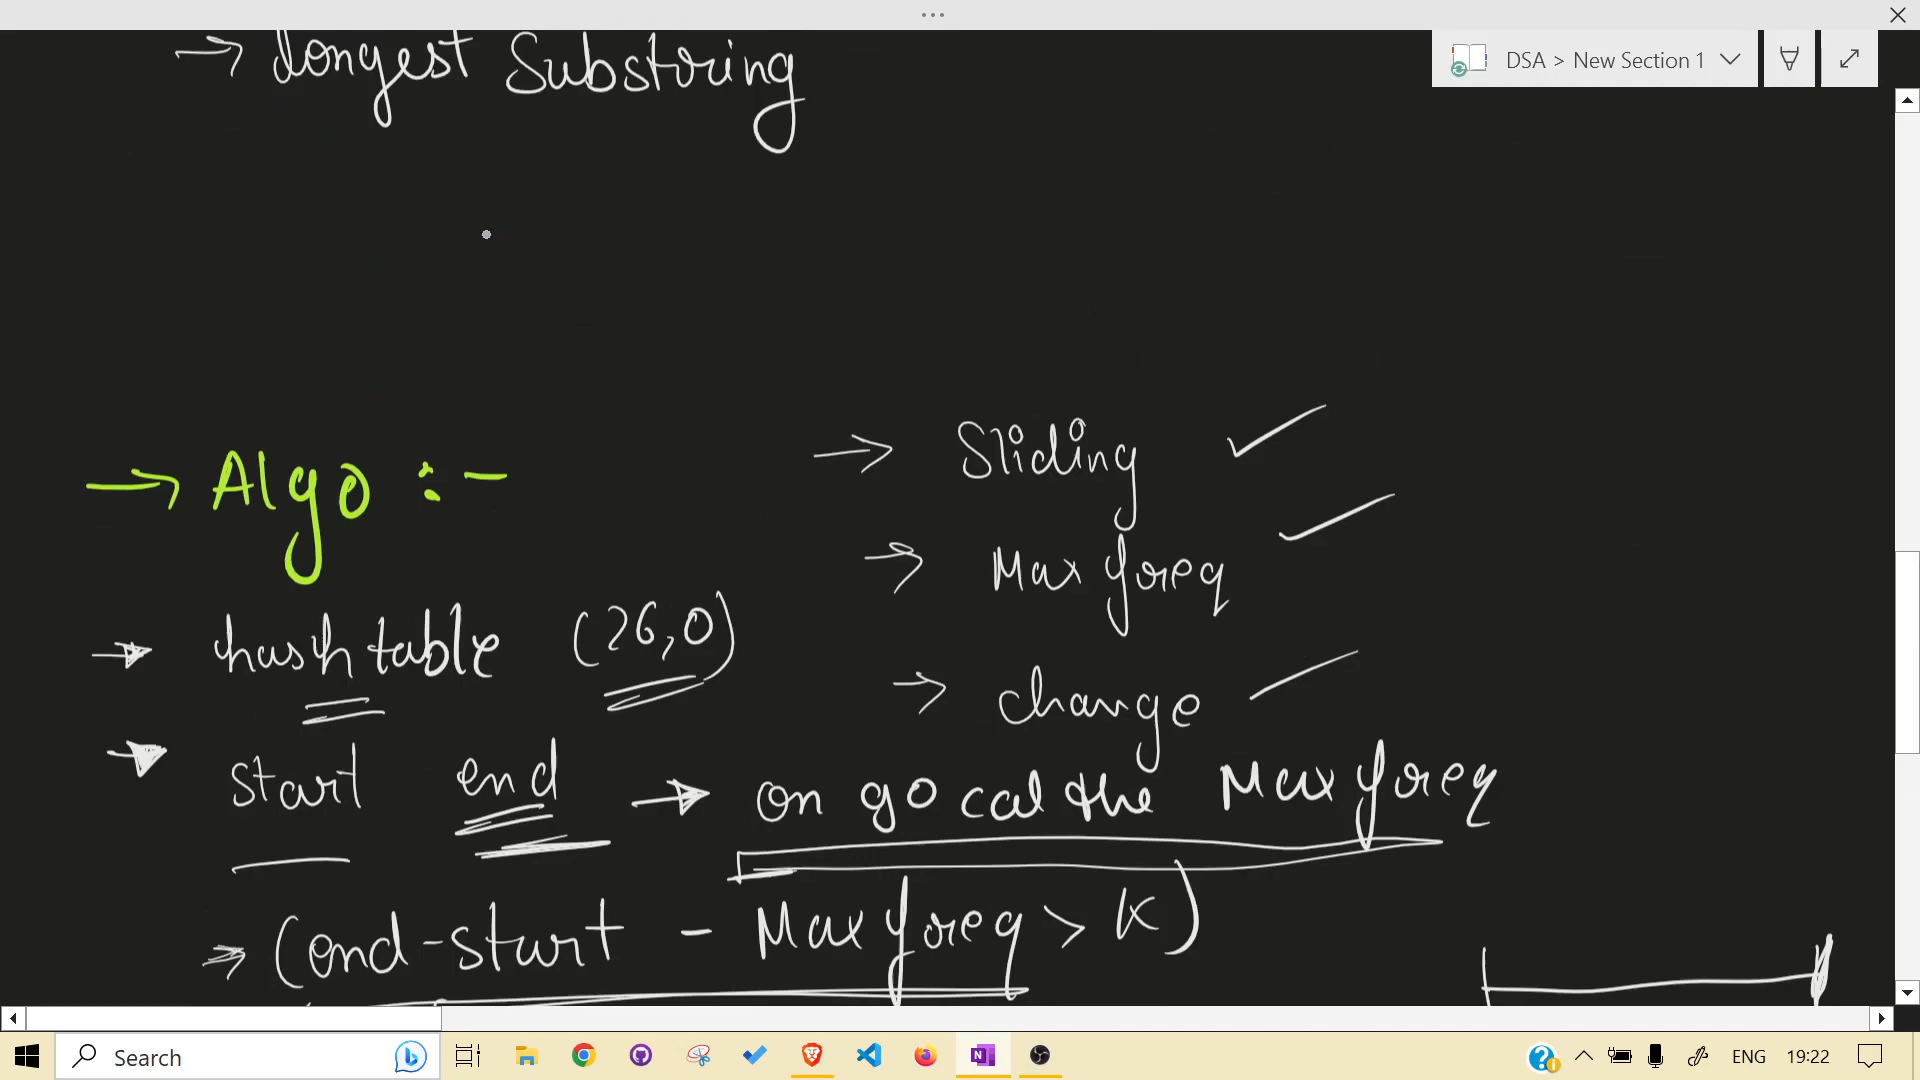 → Longest Substring
DSA > New Section 1
→ Algo :-
→ Sliding ✓
→ Max freq ✓
→ hash table (26,0)
→ change
→ start end → on go cal the Max freq
→ (end-start - Max freq > K)
Search
ENG 19:22